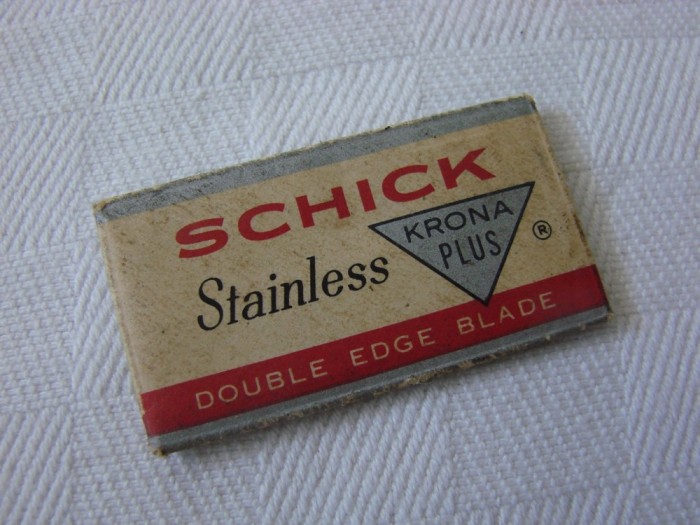 SCHICK
Stainless
KRONA
PLUS
®
DOUBLE EDGE BLADE